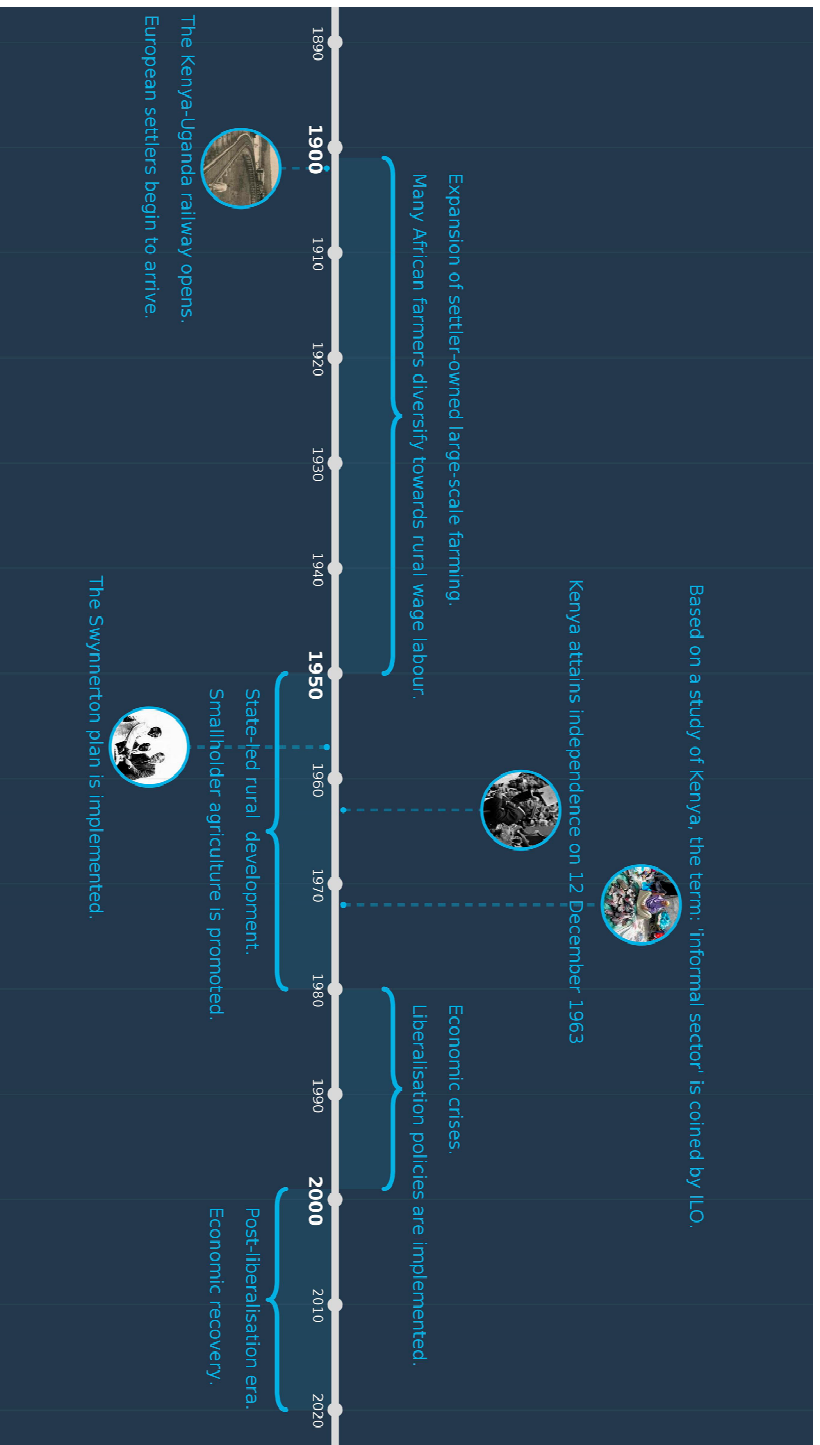 Based on a study of Kenya, the term: 'informal sector' is coined by ILO.
Kenya attains independence on 12 December 1963
Expansion of settler-owned large-scale farming.
Many African farmers diversify towards rural wage labour.
Economic crises.
Liberalisation policies are implemented.
1890
1900
1910
1920
1930
1940
1950
1960
1970
1980
1990
2000
2010
2020
State-led rural development.
Smallholder agriculture is promoted.
Post-liberalisation era.
Economic recovery.
The Kenya-Uganda railway opens.
European settlers begin to arrive.
The Swynnerton plan is implemented.